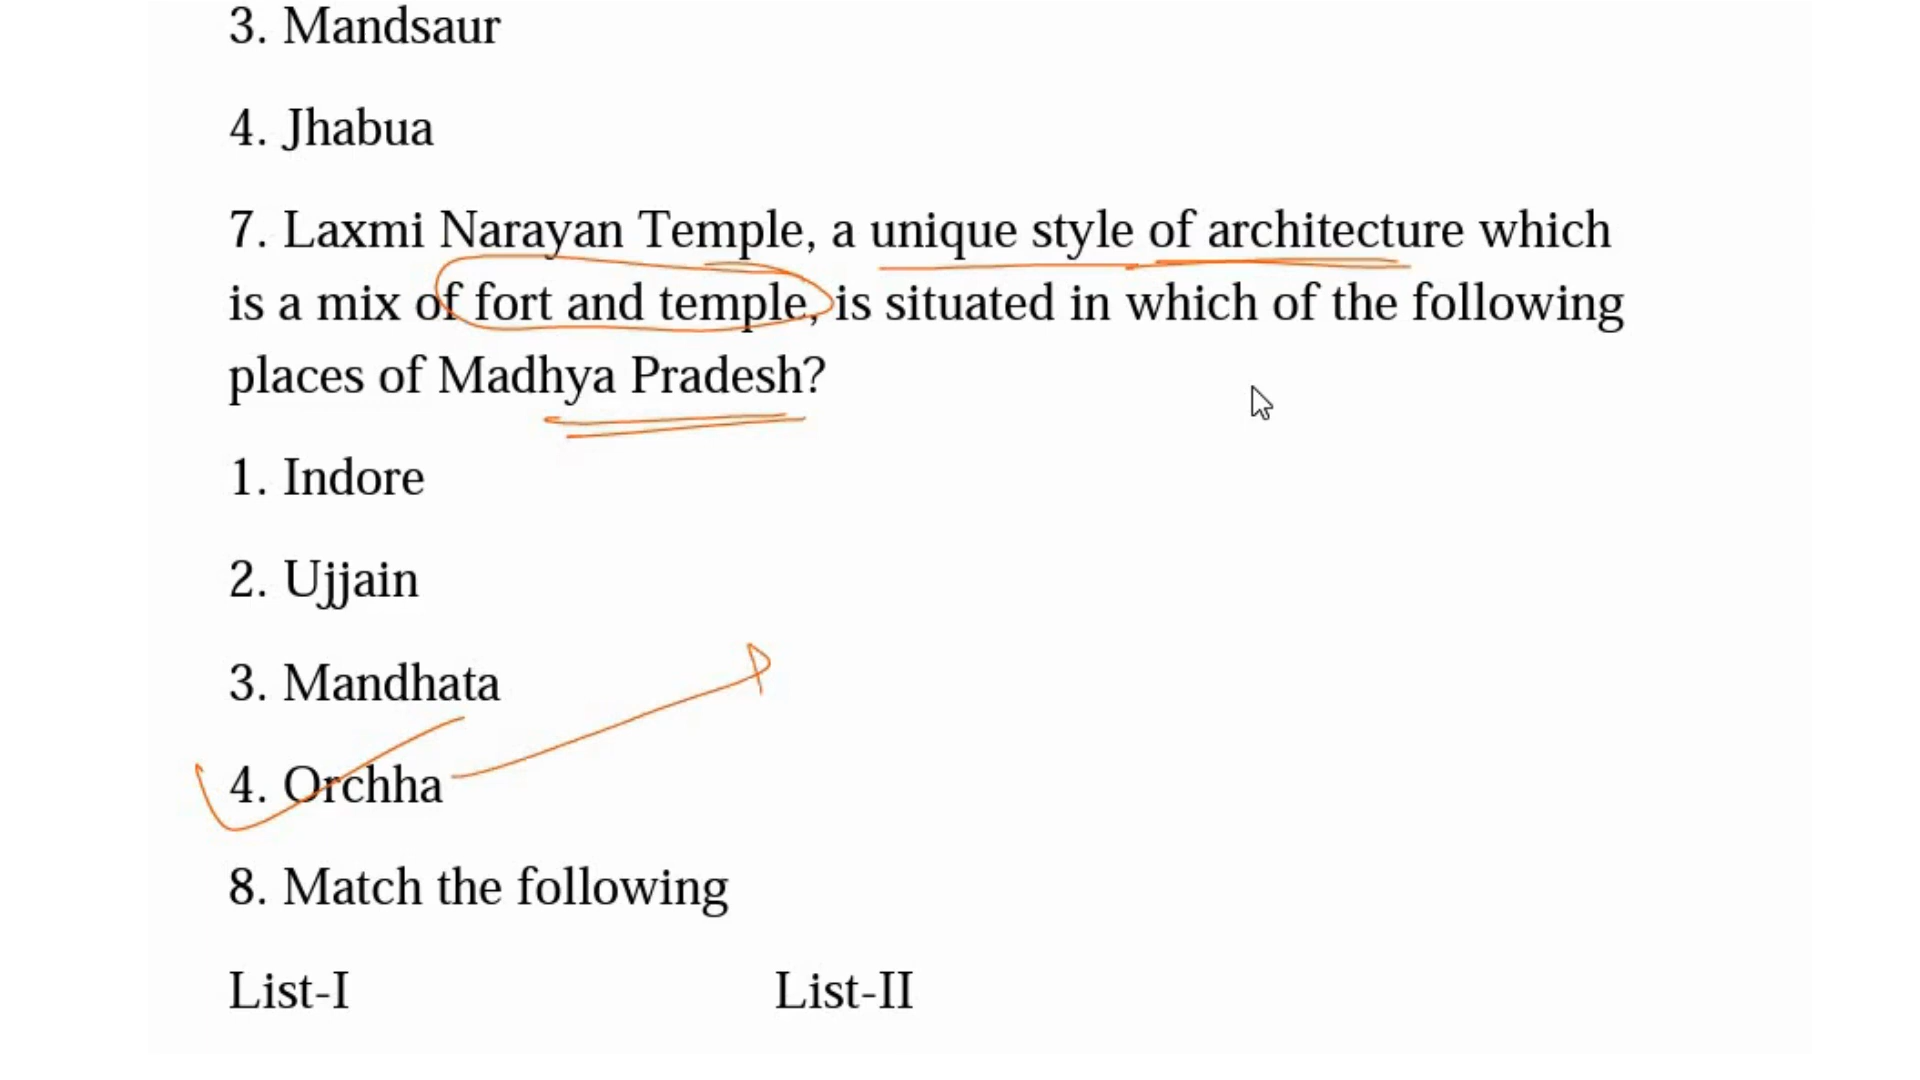 3. Mandsaur
4. Jhabua
7. Laxmi Narayan Temple, a unique style of architecture which
is a mix of fort and temple, is situated in which of the following
places of Madhya Pradesh?
1. Indore
2. Ujjain
3. Mandhata
4. Orchha
8. Match the following
List-I List-II